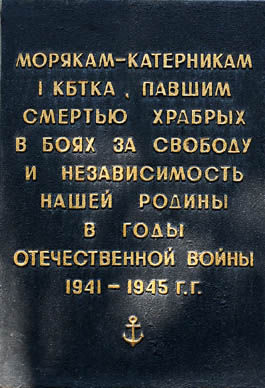 МОРЯКАМ-КАТЕРНИКАМ
I КБТКА, ПАВШИМ
СМЕРТЬЮ ХРАБРЫХ
В БОЯХ ЗА СВОБОДУ
И НЕЗАВИСИМОСТЬ
НАШЕЙ РОДИНЫ
В ГОДЫ
ОТЕЧЕСТВЕННОЙ ВОЙНЫ
1941 – 1945 Г.Г.